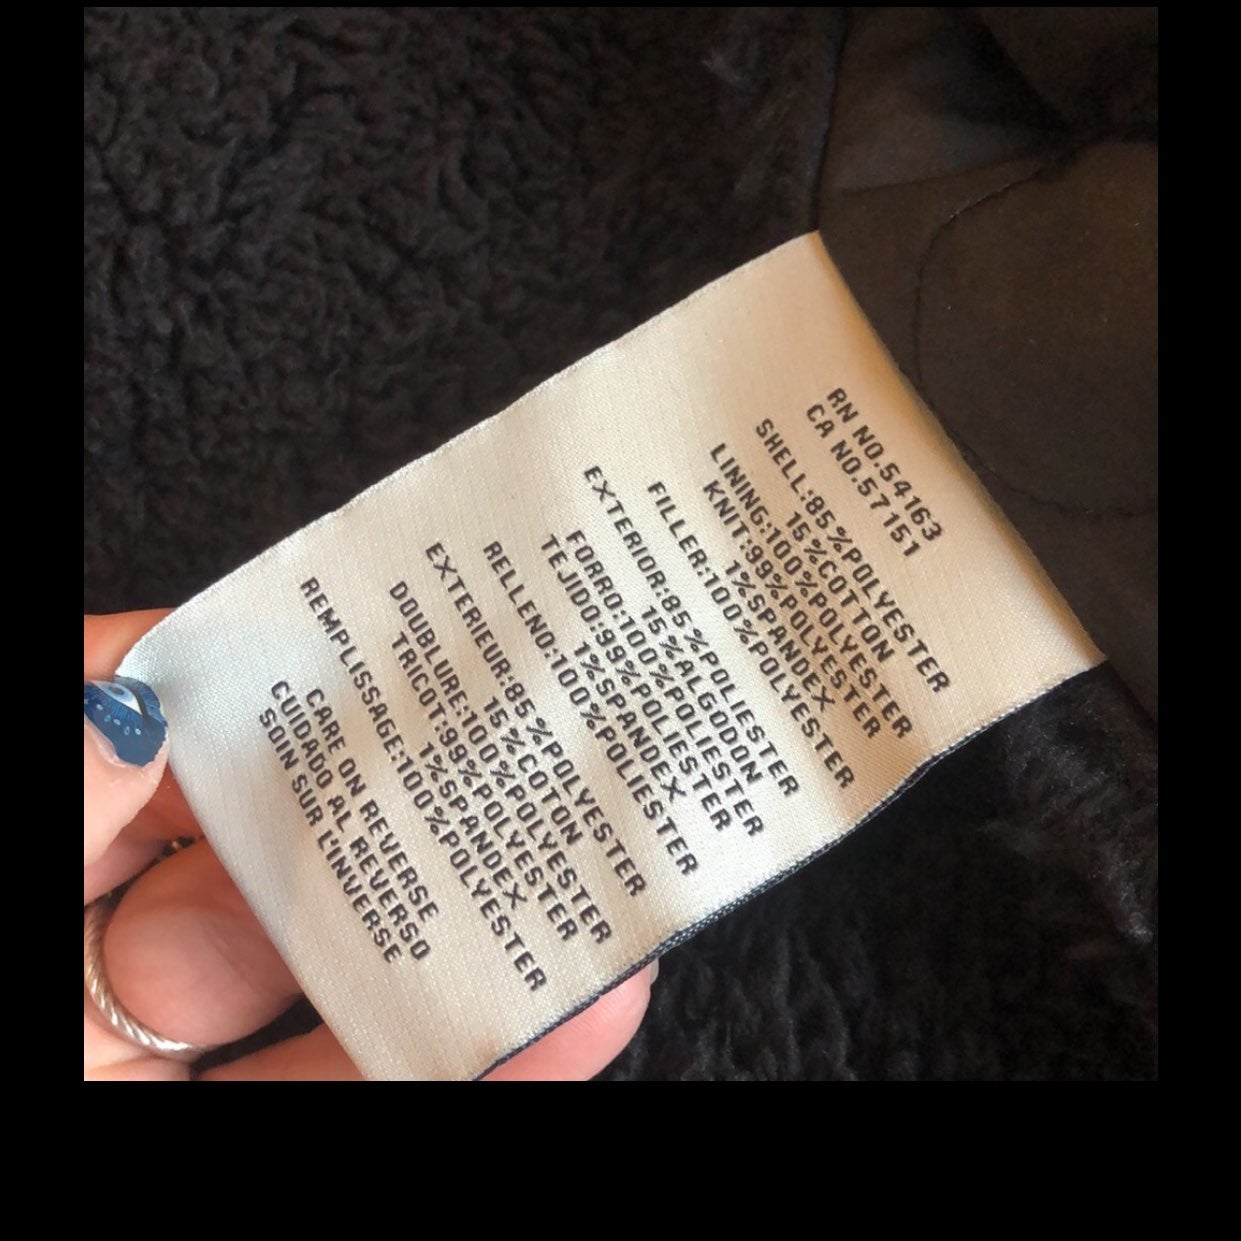 RN NO.54163
CA NO.57151
SHELL:85%POLYESTER
15%COTTON
LINING:100%POLYESTER
KNIT:99%POLYESTER
1%SPANDEX
FILLER:100%POLYESTER
EXTERIOR:85%POLIESTER
15%ALGODON
FORRO:100%POLIESTER
TEJIDO:99%POLIESTER
1%SPANDEX
RELLENO:100%POLIESTER
EXTERIEUR:85%POLYESTER
15%COTON
DOUBLURE:100%POLYESTER
TRICOT:99%POLYESTER
1%SPANDEX
REMPLISSAGE:100%POLYESTER
CARE ON REVERSE
CUIDADO AL REVERSO
SOIN SUR L'INVERSE